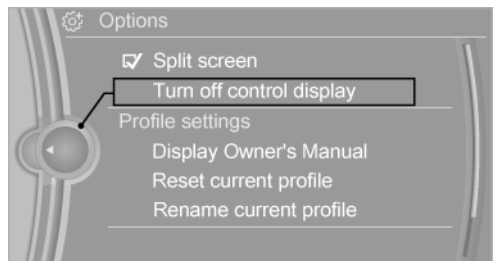 Options
Split screen
Turn off control display
Profile settings
Display Owner's Manual
Reset current profile
Rename current profile